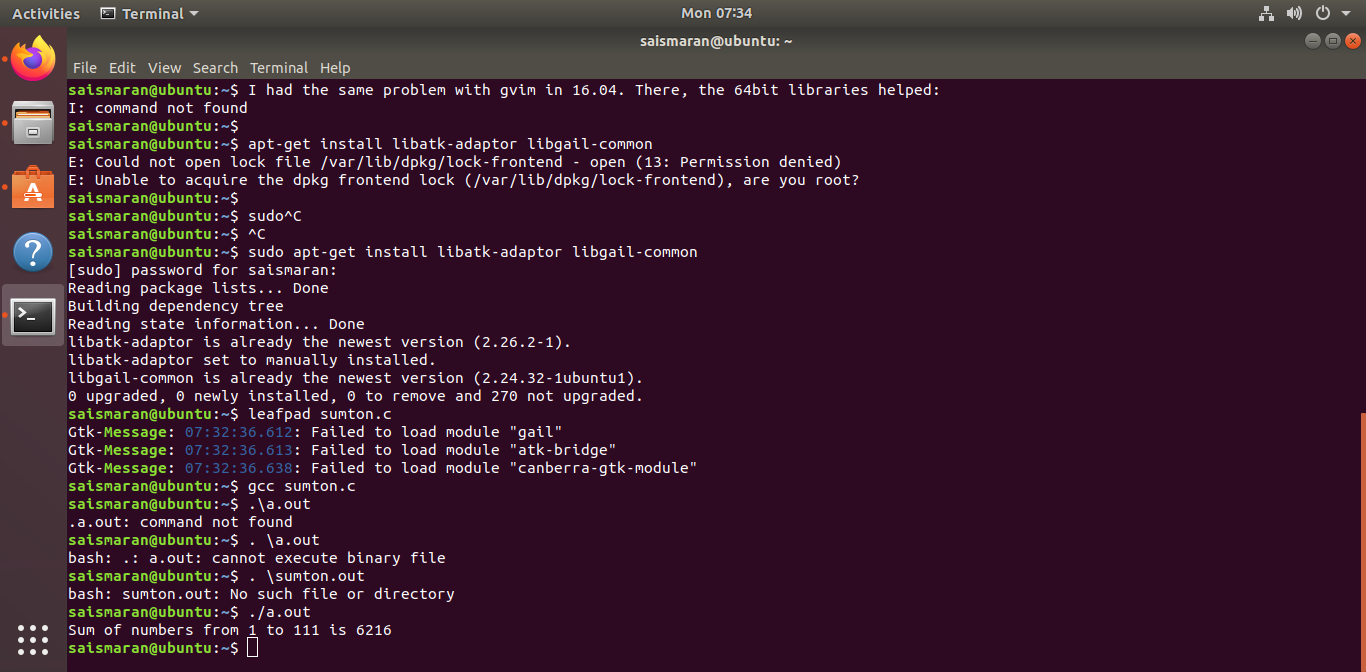 Activities Terminal Mon 07:34
saismaran@ubuntu: ~
File Edit View Search Terminal Help
saismaran@ubuntu:~$ I had the same problem with gvim in 16.04. There, the 64bit libraries helped:
I: command not found
saismaran@ubuntu:~$
saismaran@ubuntu:~$ apt-get install libatk-adaptor libgail-common
E: Could not open lock file /var/lib/dpkg/lock-frontend - open (13: Permission denied)
E: Unable to acquire the dpkg frontend lock (/var/lib/dpkg/lock-frontend), are you root?
saismaran@ubuntu:~$
saismaran@ubuntu:~$ sudo^C
saismaran@ubuntu:~$ ^C
saismaran@ubuntu:~$ sudo apt-get install libatk-adaptor libgail-common
[sudo] password for saismaran:
Reading package lists... Done
Building dependency tree
Reading state information... Done
libatk-adaptor is already the newest version (2.26.2-1).
libatk-adaptor set to manually installed.
libgail-common is already the newest version (2.24.32-1ubuntu1).
0 upgraded, 0 newly installed, 0 to remove and 270 not upgraded.
saismaran@ubuntu:~$ leafpad sumton.c
Gtk-Message: 07:32:36.612: Failed to load module "gail"
Gtk-Message: 07:32:36.613: Failed to load module "atk-bridge"
Gtk-Message: 07:32:36.638: Failed to load module "canberra-gtk-module"
saismaran@ubuntu:~$ gcc sumton.c
saismaran@ubuntu:~$ .\a.out
.a.out: command not found
saismaran@ubuntu:~$ . \a.out
bash: .: a.out: cannot execute binary file
saismaran@ubuntu:~$ . \sumton.out
bash: sumton.out: No such file or directory
saismaran@ubuntu:~$ ./a.out
Sum of numbers from 1 to 111 is 6216
saismaran@ubuntu:~$